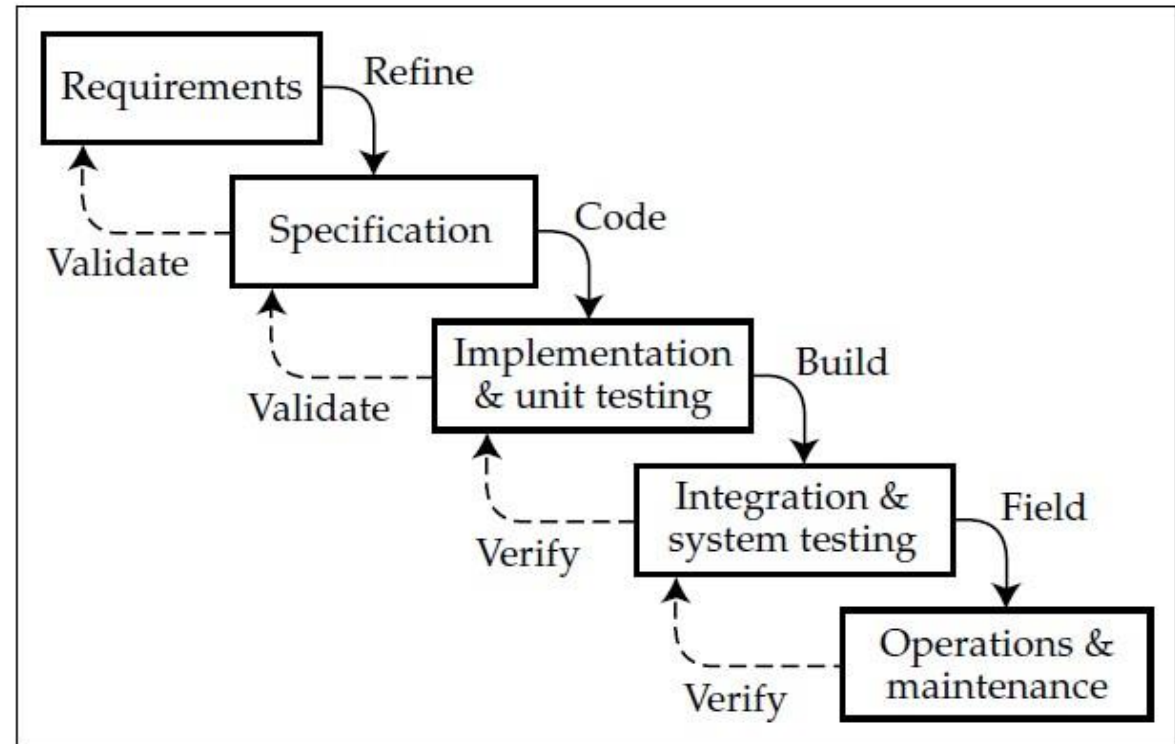 Requirements
Refine
Validate
Specification
Code
Validate
Implementation
& unit testing
Build
Verify
Integration &
system testing
Field
Verify
Operations &
maintenance